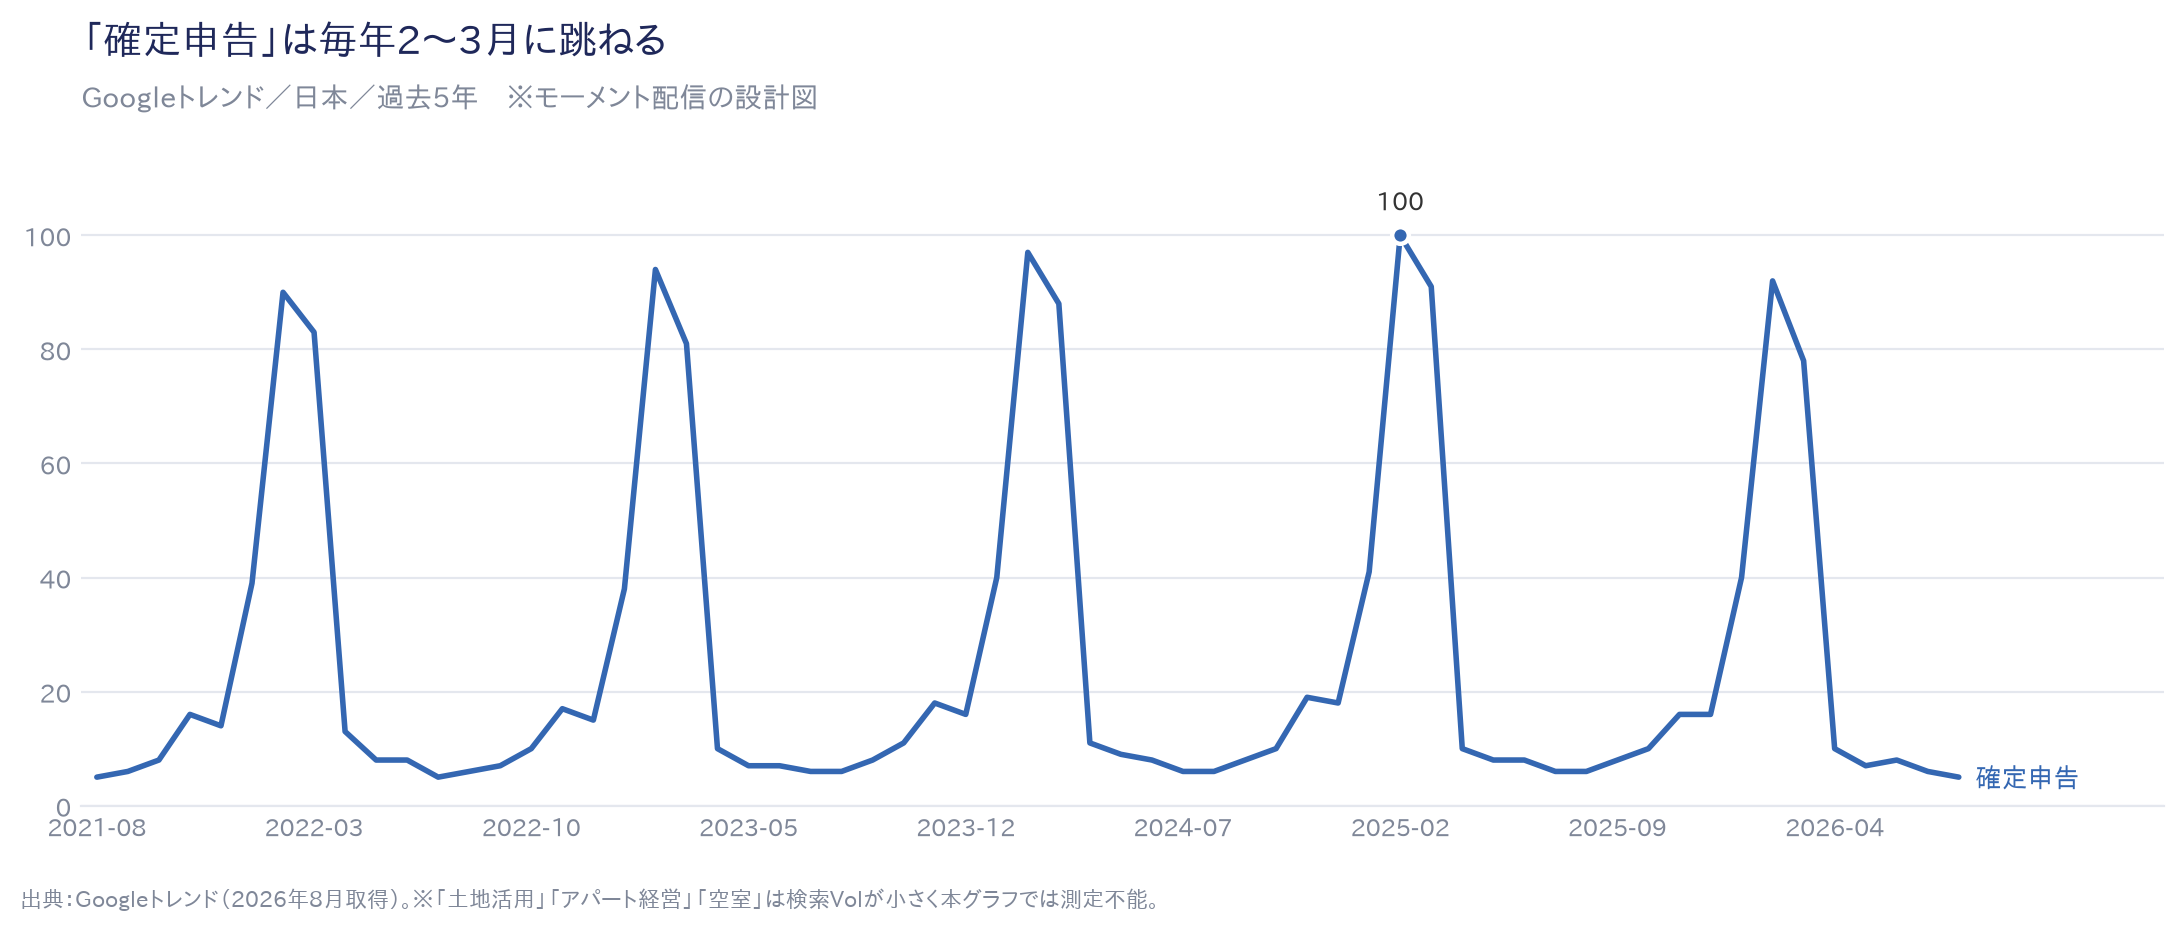 「確定申告」は毎年2〜3月に跳ねる
Googleトレンド／日本／過去5年　※モーメント配信の設計図
100
100
80
60
40
20
0
確定申告
2021-08 2022-03 2022-10 2023-05 2023-12 2024-07 2025-02 2025-09 2026-04
出典：Googleトレンド（2026年8月取得）。※「土地活用」「アパート経営」「空室」は検索Volが小さく本グラフでは測定不能。